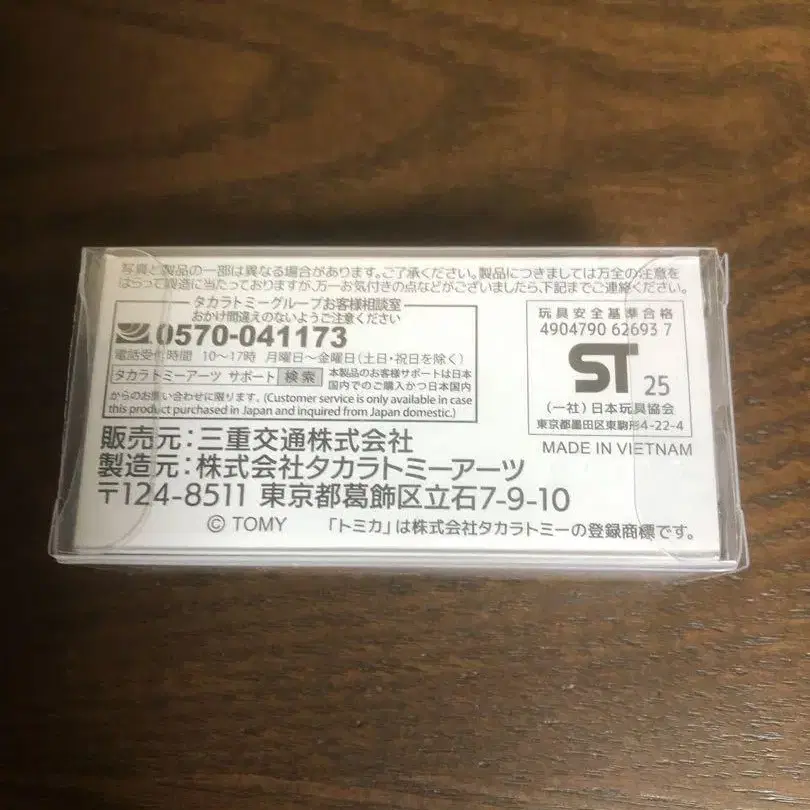 写真と製品の一部は異なる場合があります。ご了承ください。製品につきましては万全の注意を
はらって製造に当たっておりますが、万一お気付きの点などがございましたら、下記までご連絡ください。
タカラトミーグループお客様相談室
おかけ間違えのないようご注意ください
0570-041173
電話受付時間 10～17時 月曜日～金曜日(土日・祝日を除く)
タカラトミーアーツ サポート 検索 本製品のお客様サポートは日本
国内でのご購入かつ日本国内
からのお問い合わせに限ります。(Customer service is only available in case
this product purchased in Japan and inquired from Japan domestic.)
玩具安全基準合格
4904790 62693 7
ST 25
(一社)日本玩具協会
東京都墨田区東駒形4-22-4
MADE IN VIETNAM
販売元:三重交通株式会社
製造元:株式会社タカラトミーアーツ
〒124-8511 東京都葛飾区立石7-9-10
© TOMY 「トミカ」は株式会社タカラトミーの登録商標です。